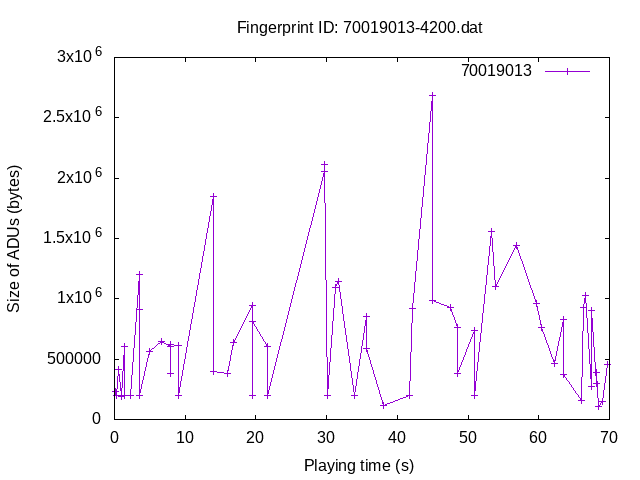 Fingerprint ID: 70019013-4200.dat
3x10^6
70019013
2.5x10^6
2x10^6
1.5x10^6
1x10^6
500000
0
Size of ADUs (bytes)
0 10 20 30 40 50 60 70
Playing time (s)